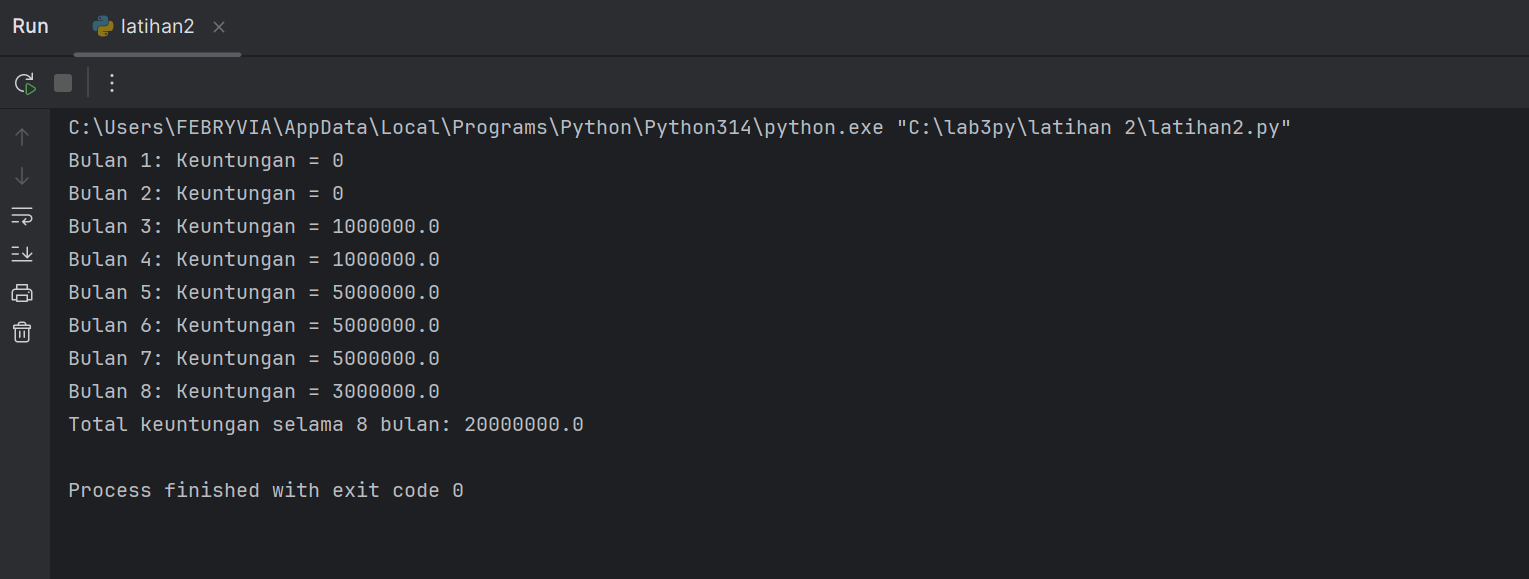 Run latihan2
C:\Users\FEBRYVIA\AppData\Local\Programs\Python\Python314\python.exe "C:\lab3py\latihan 2\latihan2.py"
Bulan 1: Keuntungan = 0
Bulan 2: Keuntungan = 0
Bulan 3: Keuntungan = 1000000.0
Bulan 4: Keuntungan = 1000000.0
Bulan 5: Keuntungan = 5000000.0
Bulan 6: Keuntungan = 5000000.0
Bulan 7: Keuntungan = 5000000.0
Bulan 8: Keuntungan = 3000000.0
Total keuntungan selama 8 bulan: 20000000.0
Process finished with exit code 0